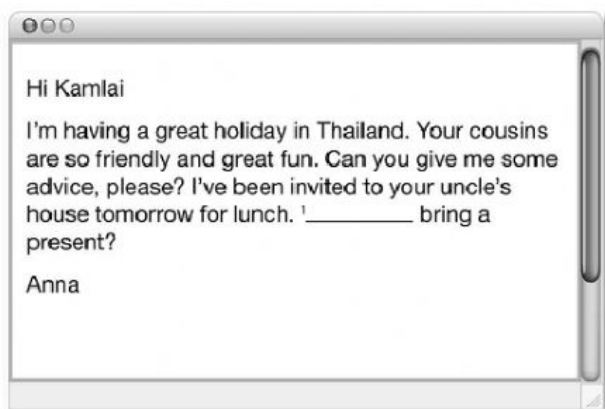 Hi Kamlai
I'm having a great holiday in Thailand. Your cousins
are so friendly and great fun. Can you give me some
advice, please? I've been invited to your uncle's
house tomorrow for lunch. ¹_________ bring a
present?
Anna